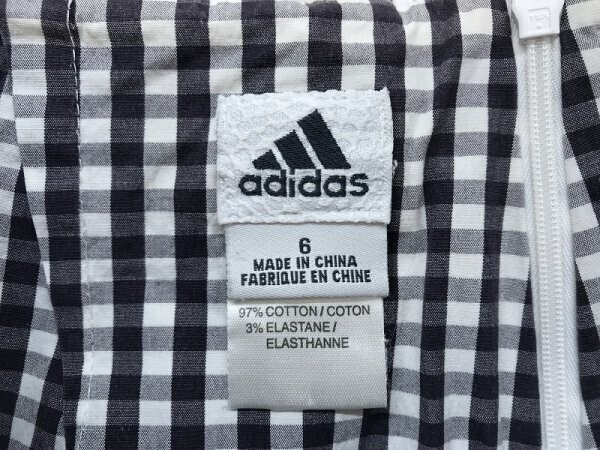 adidas
6
MADE IN CHINA
FABRIQUE EN CHINE
97% COTTON / COTON
3% ELASTANE /
ELASTHANNE